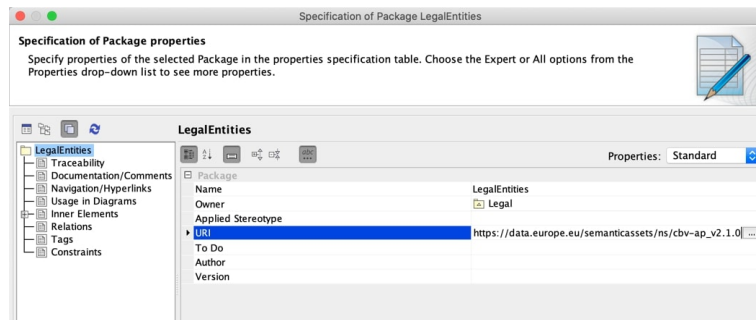 Specification of Package LegalEntities
Specification of Package properties
Specify properties of the selected Package in the properties specification table. Choose the Expert or All options from the
Properties drop-down list to see more properties.
LegalEntities
LegalEntities
Traceability
Documentation/Comments
Navigation/Hyperlinks
Usage in Diagrams
Inner Elements
Relations
Tags
Constraints
Properties: Standard
Package
Name LegalEntities
Owner Legal
Applied Stereotype
URI https://data.europe.eu/semanticassets/ns/cbv-ap_v2.1.0 ...
To Do
Author
Version